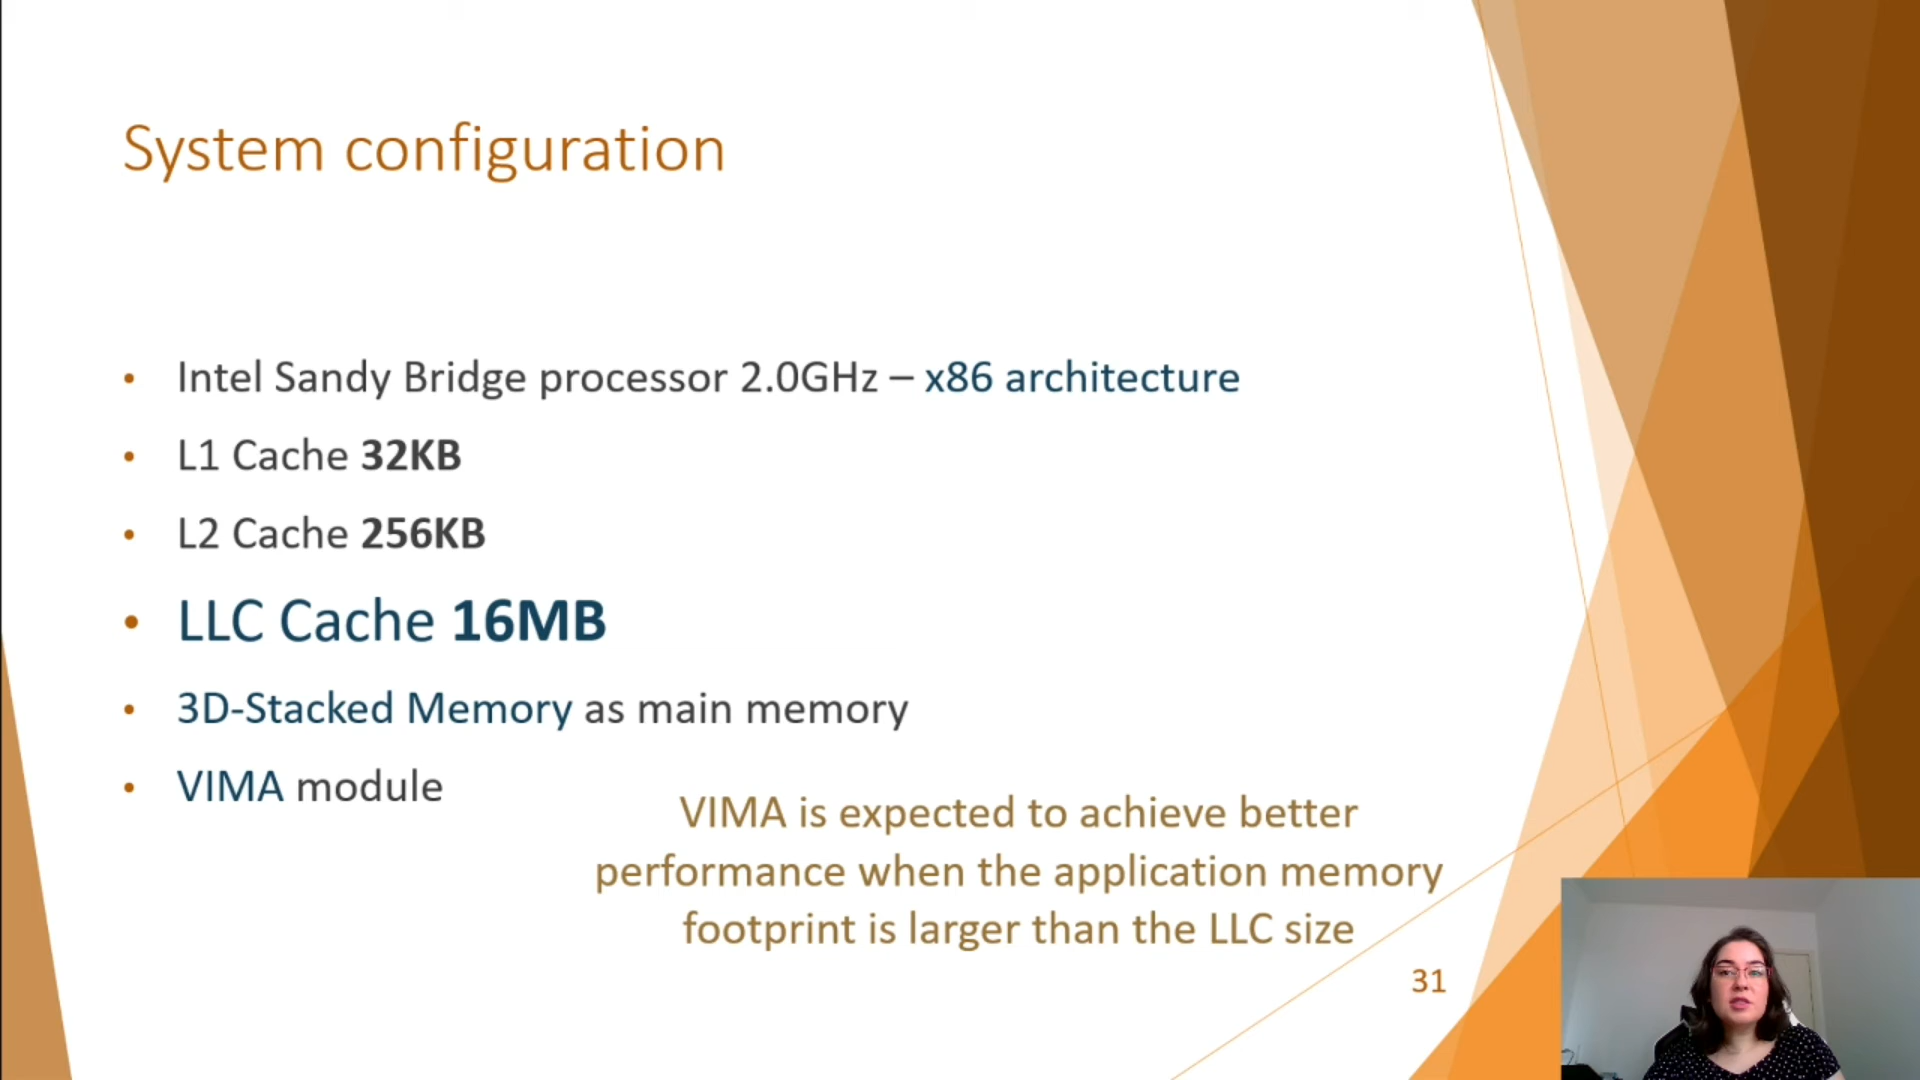 System configuration
• Intel Sandy Bridge processor 2.0GHz – x86 architecture
• L1 Cache 32KB
• L2 Cache 256KB
• LLC Cache 16MB
• 3D-Stacked Memory as main memory
• VIMA module
VIMA is expected to achieve better
performance when the application memory
footprint is larger than the LLC size
31